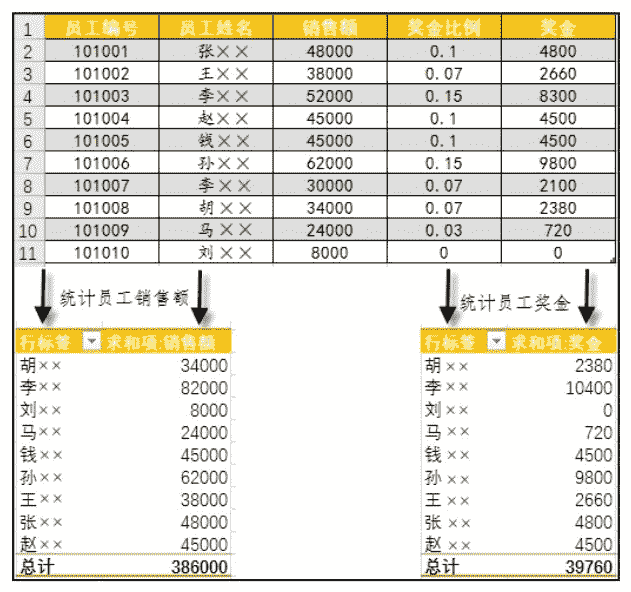 1 员工编号 员工姓名 销售额 奖金比例 奖金
2 101001 张×× 48000 0.1 4800
3 101002 王×× 38000 0.07 2660
4 101003 李×× 52000 0.15 8300
5 101004 赵×× 45000 0.1 4500
6 101005 钱×× 45000 0.1 4500
7 101006 孙×× 62000 0.15 9800
8 101007 李×× 30000 0.07 2100
9 101008 胡×× 34000 0.07 2380
10 101009 马×× 24000 0.03 720
11 101010 刘×× 8000 0 0
统计员工销售额 统计员工奖金
行标签 求和项:销售额 行标签 求和项:奖金
胡×× 34000 胡×× 2380
李×× 82000 李×× 10400
刘×× 8000 刘×× 0
马×× 24000 马×× 720
钱×× 45000 钱×× 4500
孙×× 62000 孙×× 9800
王×× 38000 王×× 2660
张×× 48000 张×× 4800
赵×× 45000 赵×× 4500
总计 386000 总计 39760